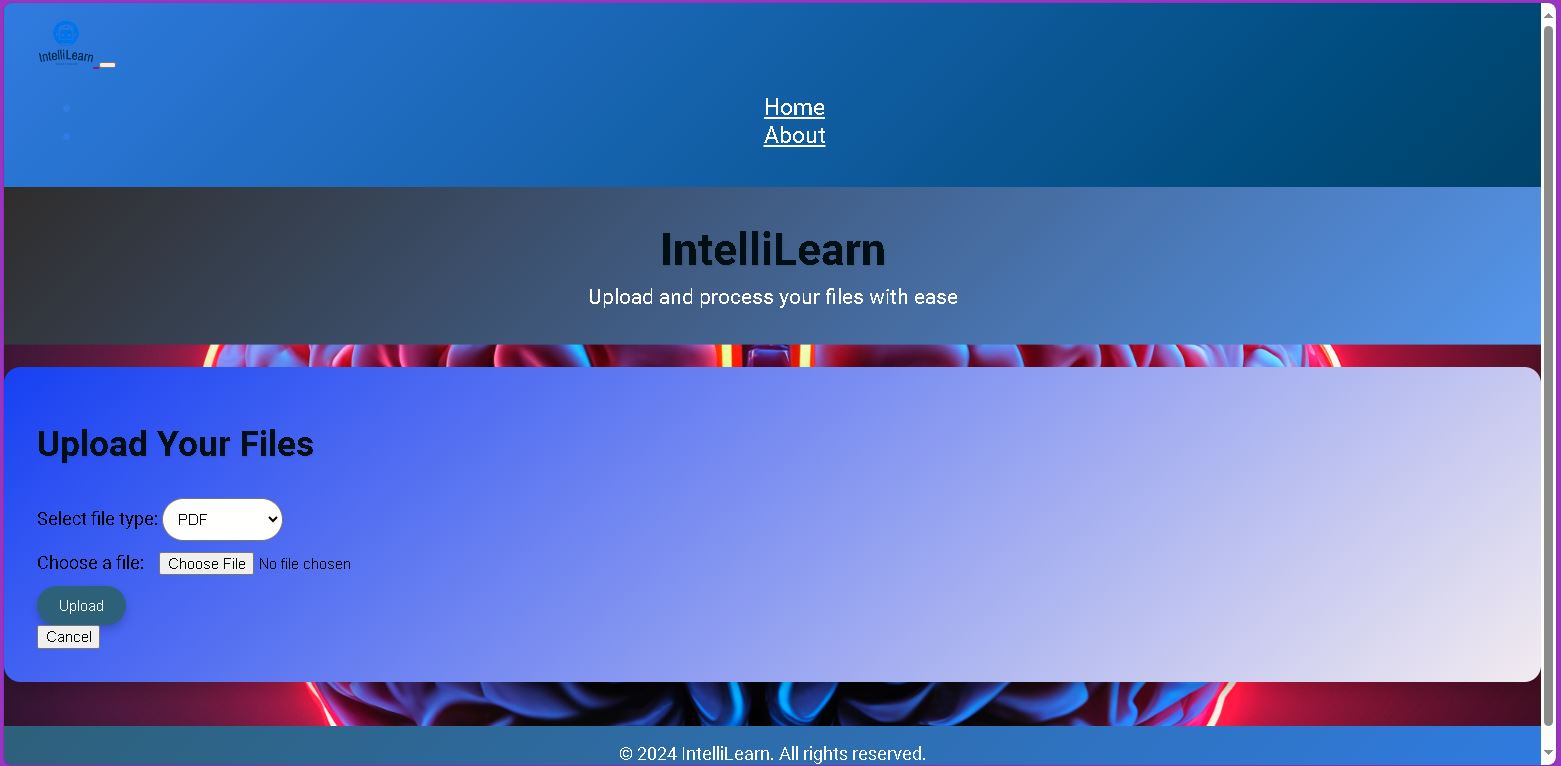 IntelliLearn
Home
About
IntelliLearn
Upload and process your files with ease
Upload Your Files
Select file type: PDF
Choose a file: Choose File No file chosen
Upload
Cancel
© 2024 IntelliLearn. All rights reserved.